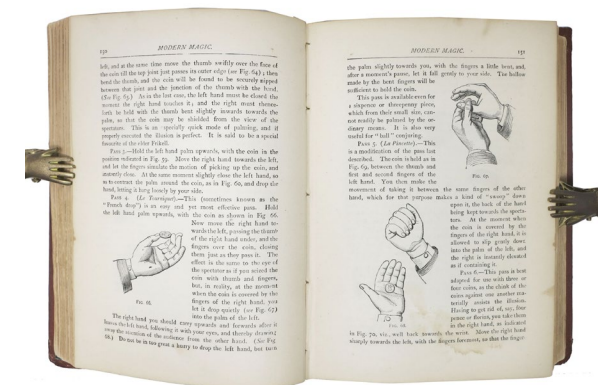 150
MODERN MAGIC.
left, and at the same time move the thumb swiftly over the face of
the coin till the top joint just passes its outer edge (see Fig. 64); then
bend the thumb, and the coin will be found to be securely nipped
between that joint and the junction of the thumb with the hand.
(See Fig. 65.) As in the last case, the left hand must be closed the
moment the right hand touches it; and the right must thence-
forth be held with the thumb bent slightly inwards towards the
palm, so that the coin may be shielded from the view of the
spectators. This is an specially quick mode of palming, and if
properly executed the illusion is perfect. It is said to be a special
favourite of the elder Frikell.
PASS 3.—Hold the left hand palm upwards, with the coin in the
position indicated in Fig. 59. Move the right hand towards the left,
and let the fingers simulate the motion of picking up the coin, and
instantly close. At the same moment slightly close the left hand, so
as to contract the palm around the coin, as in Fig. 60, and drop the
hand, letting it hang loosely by your side.
PASS 4. (Le Tourniquet).—This (sometimes known as the
"French drop") is an easy and yet most effective pass. Hold
the left hand palm upwards, with the coin as shown in Fig 66.
Now move the right hand to-
wards the left, passing the thumb
of the right hand under, and the
fingers over the coin, closing
them just as they pass it. The
effect is the same to the eye of
the spectator as if you seized the
coin with thumb and fingers,
but, in reality, at the moment
when the coin is covered by the
fingers of the right hand, you
let it drop quietly (see Fig. 67)
into the palm of the left.
FIG. 66.
The right hand you should carry upwards and forwards after it
leaves the left hand, following it with your eyes, and thereby drawing
away the attention of the audience from the other hand. (See Fig.
68.) Do not be in too great a hurry to drop the left hand, but turn
MODERN MAGIC.
151
the palm slightly towards you, with the fingers a little bent, and,
after a moment's pause, let it fall gently to your side. The hollow
made by the bent fingers will be
sufficient to hold the coin.
This pass is available even for
a sixpence or threepenny piece,
which from their small size, can-
not readily be palmed by the or-
dinary means. It is also very
useful for "ball" conjuring.
PASS 5. (La Pincette).—This
is a modification of the pass last
described. The coin is held as in
Fig. 69, between the thumb and
first and second fingers of the
left hand. You then make the
FIG. 67.
movement of taking it between the same fingers of the other
hand, which for that purpose makes a kind of "swoop" down
upon it, the back of the hand
being kept towards the specta-
tors. At the moment when
the coin is covered by the
fingers of the right hand, it is
allowed to slip gently down
into the palm of the left, and
the right is instantly elevated
as if containing it.
PASS 6.—This pass is best
adapted for use with three or
four coins, as the chink of the
coins against one another ma-
terially assists the illusion.
Having to get rid of, say, four
pence or florins, you take them
in the right hand, as indicated
FIG. 68.
in Fig. 70, viz., well back towards the wrist. Move the right hand
sharply towards the left, with the fingers foremost, so that the finger